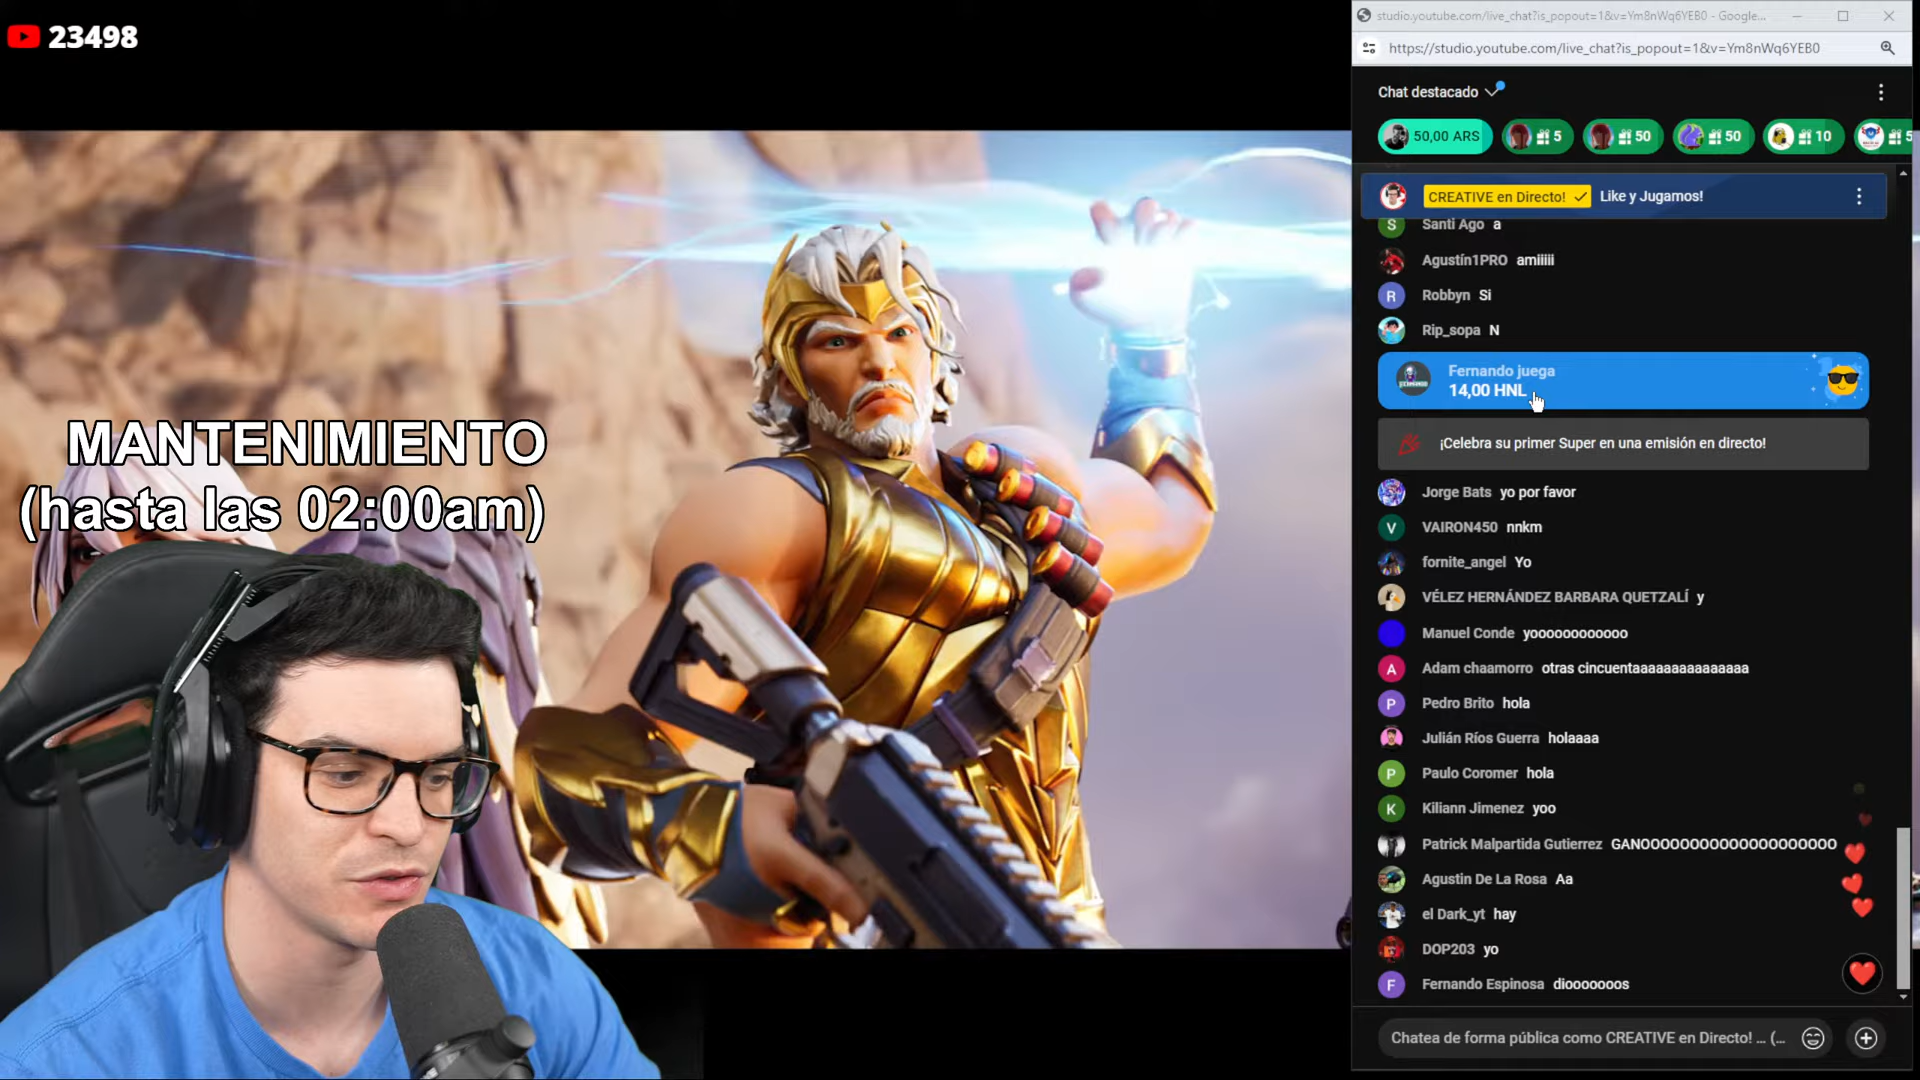 23498
MANTENIMIENTO
(hasta las 02:00am)
studio.youtube.com/live_chat?is_popout=1&v=Ym8nWq6YEB0 - Google...
https://studio.youtube.com/live_chat?is_popout=1&v=Ym8nWq6YEB0
Chat destacado
50,00 ARS 5 50 50 10 5
CREATIVE en Directo! Like y Jugamos!
S Santi Ago a
Agustín1PRO amiiiii
R Robbyn Si
Rip_sopa N
Fernando juega
14,00 HNL
¡Celebra su primer Super en una emisión en directo!
Jorge Bats yo por favor
V VAIRON450 nnkm
fornite_angel Yo
VÉLEZ HERNÁNDEZ BARBARA QUETZALÍ y
Manuel Conde yoooooooooooo
A Adam chaamorro otras cincuentaaaaaaaaaaaaaaa
P Pedro Brito hola
Julián Ríos Guerra holaaaa
P Paulo Coromer hola
K Kiliann Jimenez yoo
Patrick Malpartida Gutierrez GANOOOOOOOOOOOOOOOOOOOO
Agustin De La Rosa Aa
el Dark_yt hay
DOP203 yo
F Fernando Espinosa diooooooos
Chatea de forma pública como CREATIVE en Directo! ... (...